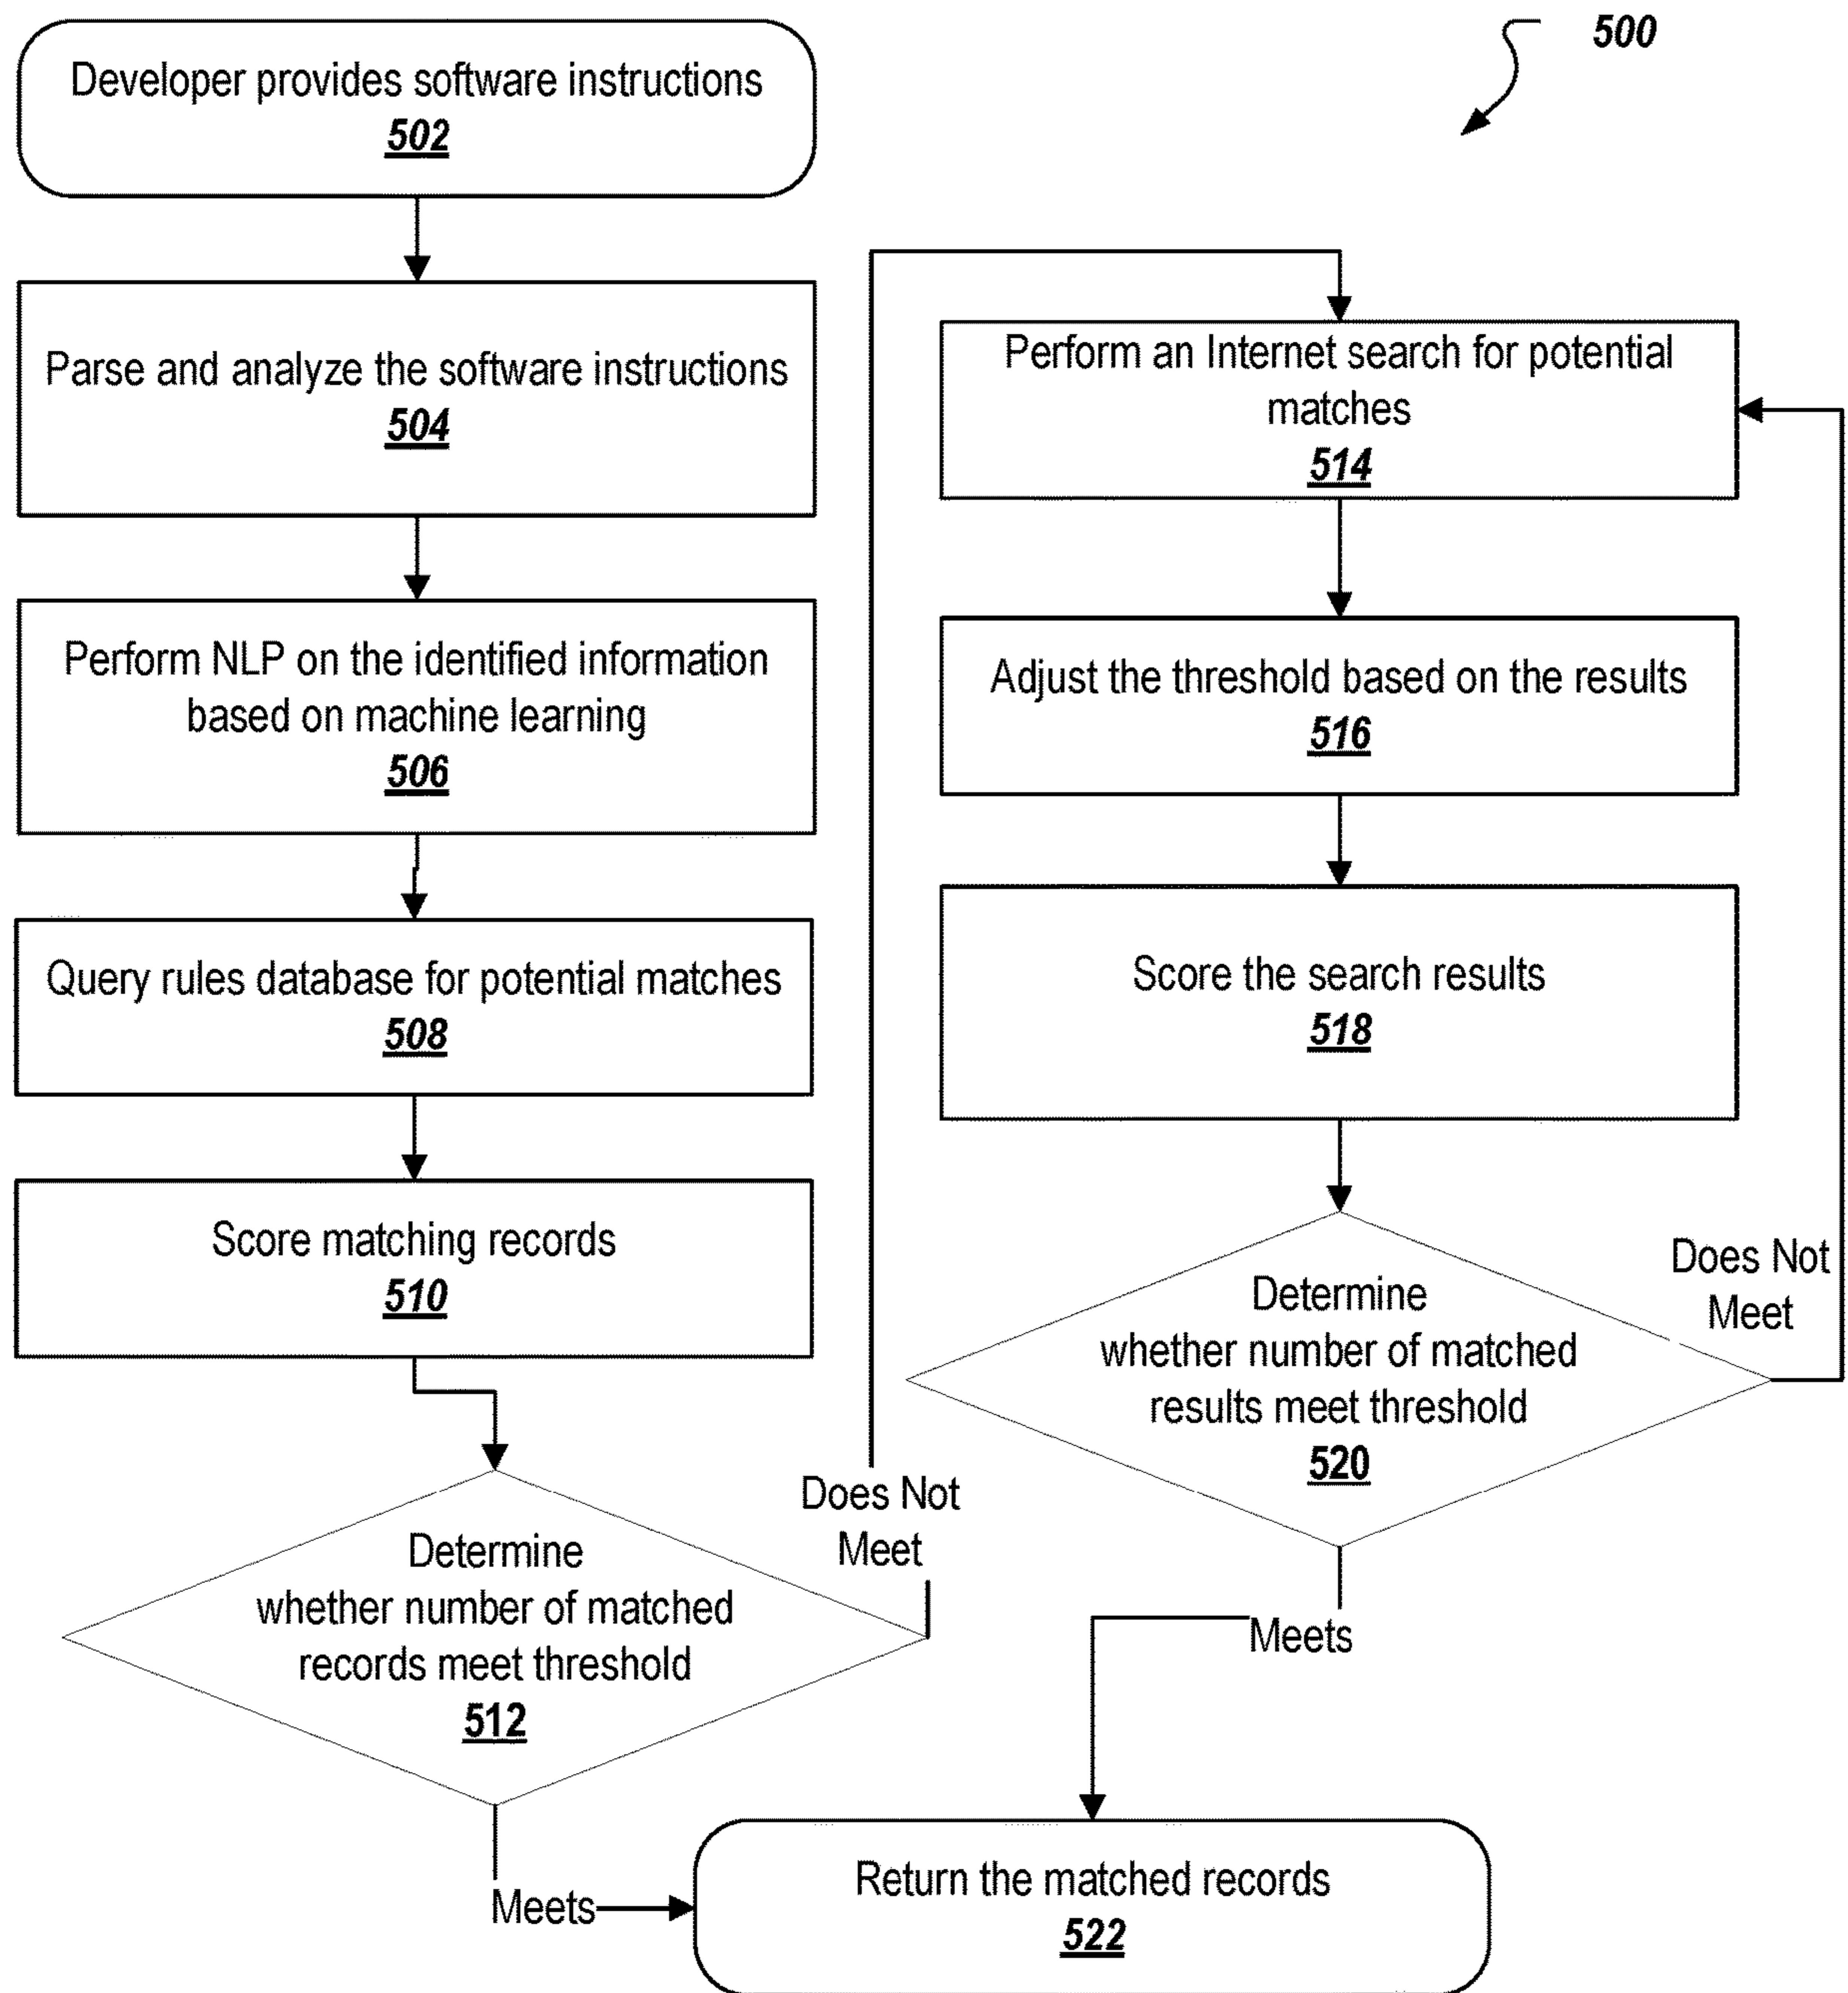 500
Developer provides software instructions
502
Parse and analyze the software instructions
504
Perform NLP on the identified information
based on machine learning
506
Query rules database for potential matches
508
Score matching records
510
Determine
whether number of matched
records meet threshold
512
Does Not
Meet
Meets
Perform an Internet search for potential
matches
514
Adjust the threshold based on the results
516
Score the search results
518
Determine
whether number of matched
results meet threshold
520
Does Not
Meet
Meets
Return the matched records
522